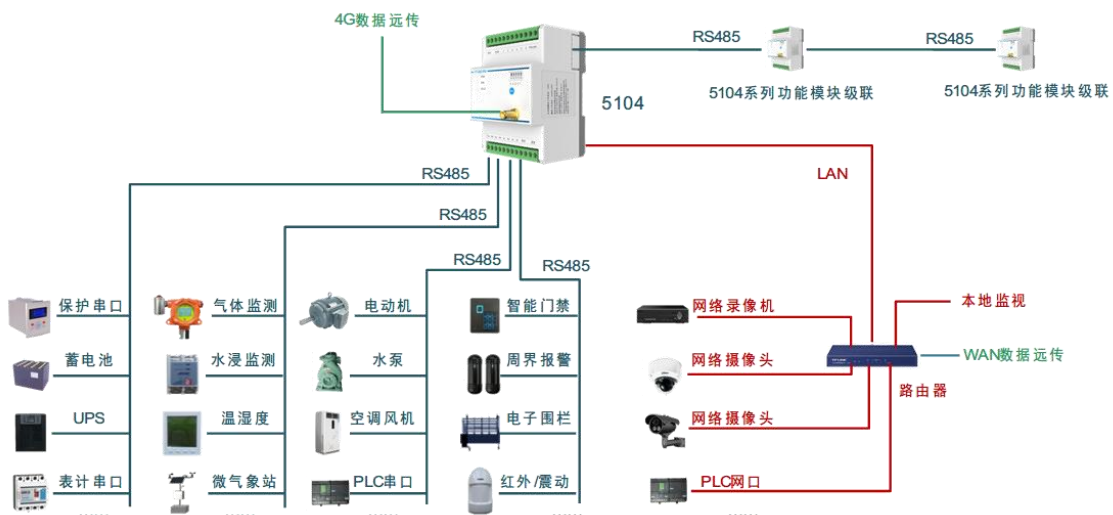 4G数据远传
RS485
RS485
5104
5104系列功能模块级联
5104系列功能模块级联
LAN
RS485
RS485
RS485
RS485
保护串口
气体监测
电动机
智能门禁
网络录像机
本地监视
蓄电池
水浸监测
水泵
周界报警
网络摄像头
WAN数据远传
路由器
UPS
温湿度
空调风机
电子围栏
网络摄像头
表计串口
微气象站
PLC串口
红外/震动
PLC网口